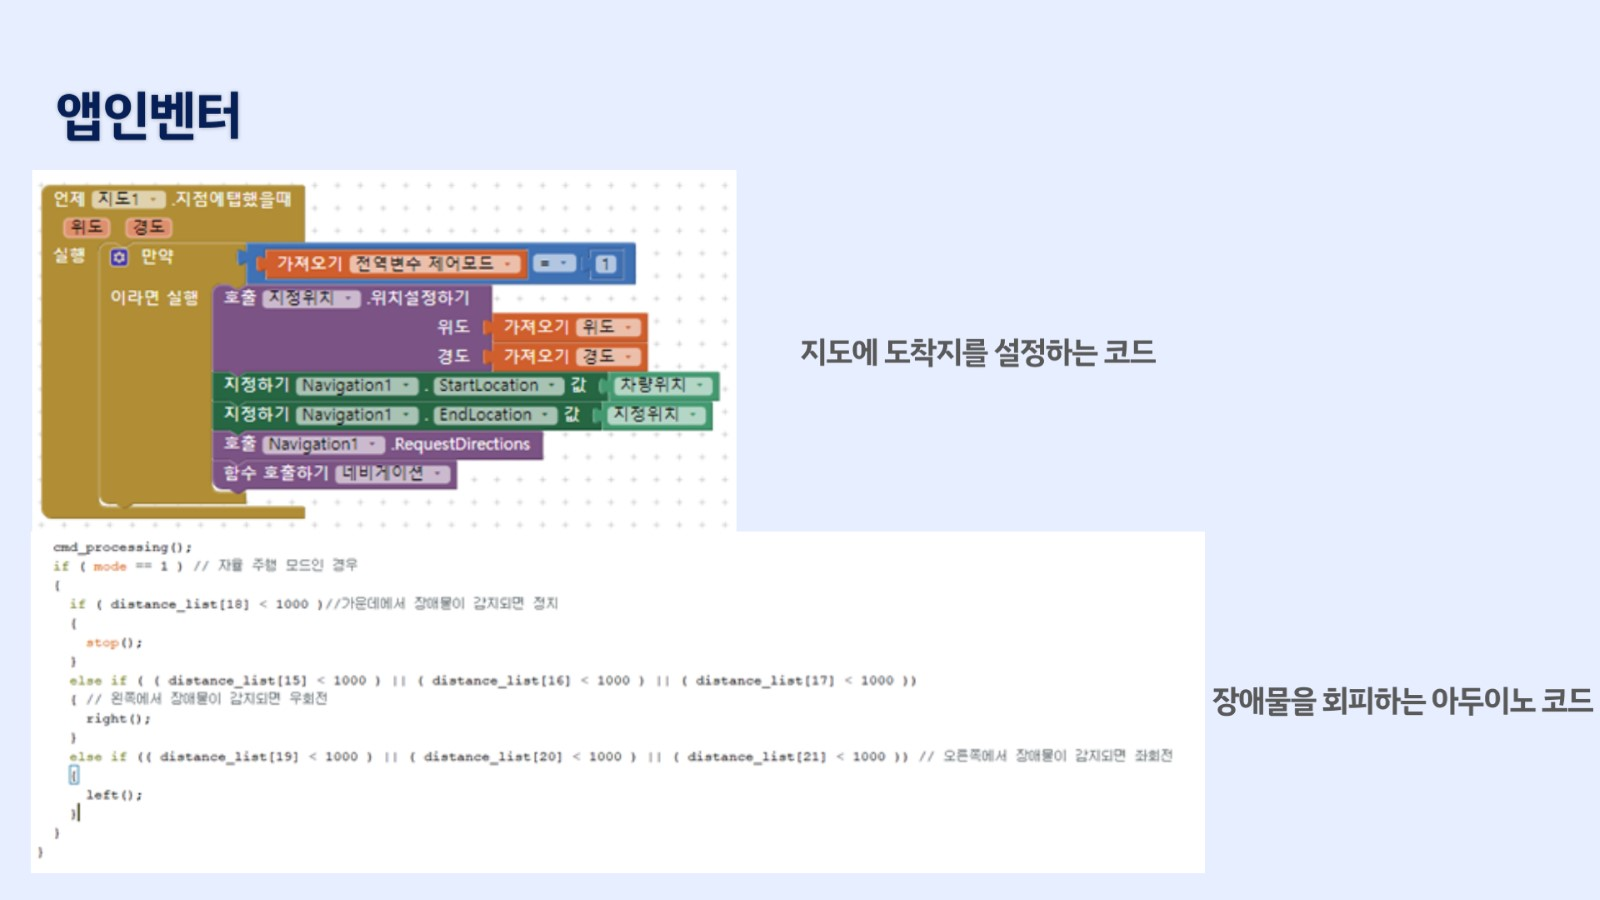 앱인벤터
언제 지도1 .지점에탭했을때
위도 경도
실행 만약 가져오기 전역변수 제어모드 = 1
이라면 실행 호출 지정위치 .위치설정하기
위도 가져오기 위도
경도 가져오기 경도
지정하기 Navigation1 . StartLocation 값 차량위치
지정하기 Navigation1 . EndLocation 값 지정위치
호출 Navigation1 .RequestDirections
함수 호출하기 네비게이션
지도에 도착지를 설정하는 코드
cmd_processing();
if ( mode == 1 ) // 자율 주행 모드인 경우
{
if ( distance_list[18] < 1000 )//가운데에서 장애물이 감지되면 정지
{
stop();
}
else if ( ( distance_list[15] < 1000 ) || ( distance_list[16] < 1000 ) || ( distance_list[17] < 1000 ))
{ // 왼쪽에서 장애물이 감지되면 우회전
right();
}
else if (( distance_list[19] < 1000 ) || ( distance_list[20] < 1000 ) || ( distance_list[21] < 1000 )) // 오른쪽에서 장애물이 감지되면 좌회전
{
left();
}
}
}
장애물을 회피하는 아두이노 코드